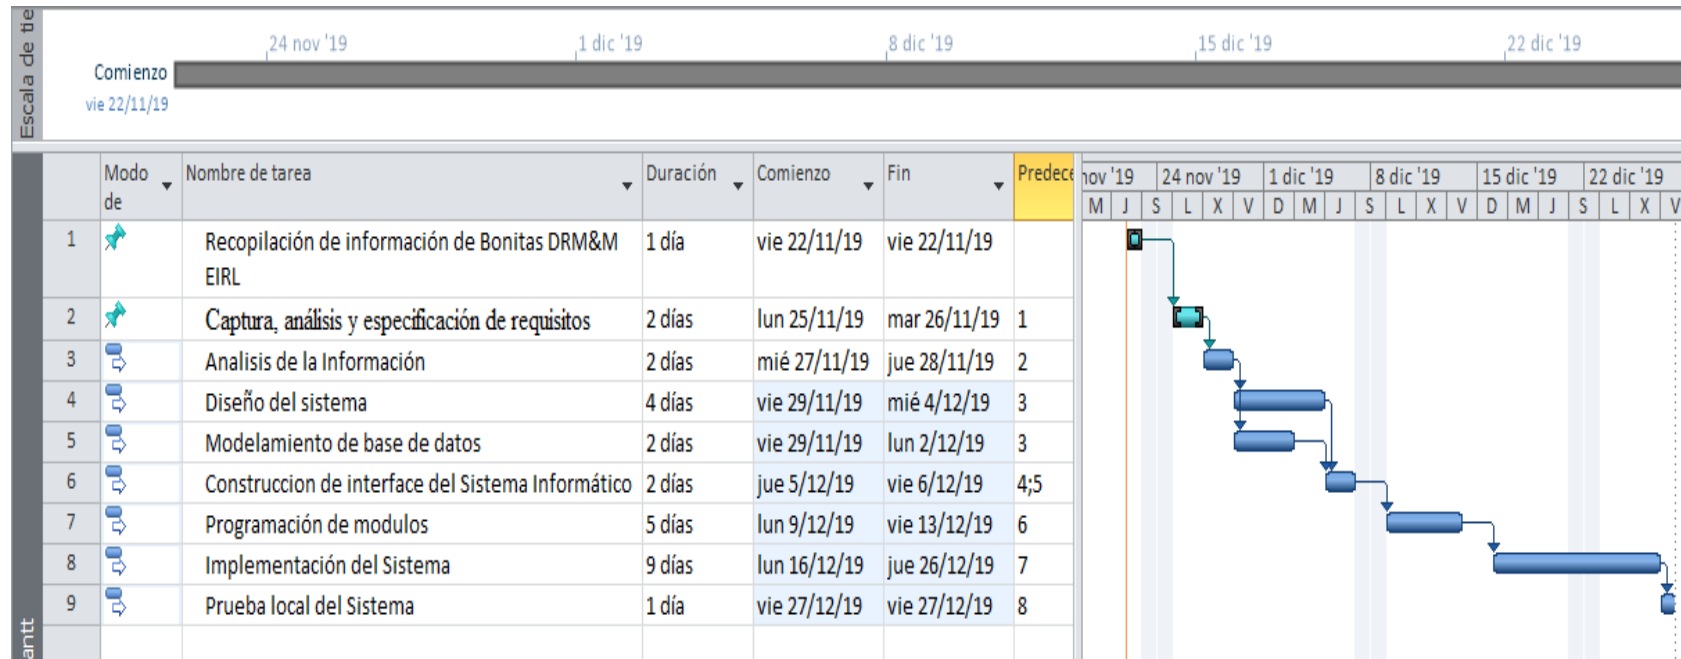 Escala de tie
24 nov '19 1 dic '19 8 dic '19 15 dic '19 22 dic '19
Comienzo
vie 22/11/19
Modo de Nombre de tarea Duración Comienzo Fin Predece
nov '19 24 nov '19 1 dic '19 8 dic '19 15 dic '19 22 dic '19
M J S L X V D M J S L X V D M J S L X V
1 Recopilación de información de Bonitas DRM&M 1 día vie 22/11/19 vie 22/11/19
EIRL
2 Captura, análisis y especificación de requisitos 2 días lun 25/11/19 mar 26/11/19 1
3 Analisis de la Información 2 días mié 27/11/19 jue 28/11/19 2
4 Diseño del sistema 4 días vie 29/11/19 mié 4/12/19 3
5 Modelamiento de base de datos 2 días vie 29/11/19 lun 2/12/19 3
6 Construccion de interface del Sistema Informático 2 días jue 5/12/19 vie 6/12/19 4;5
7 Programación de modulos 5 días lun 9/12/19 vie 13/12/19 6
8 Implementación del Sistema 9 días lun 16/12/19 jue 26/12/19 7
9 Prueba local del Sistema 1 día vie 27/12/19 vie 27/12/19 8
antt